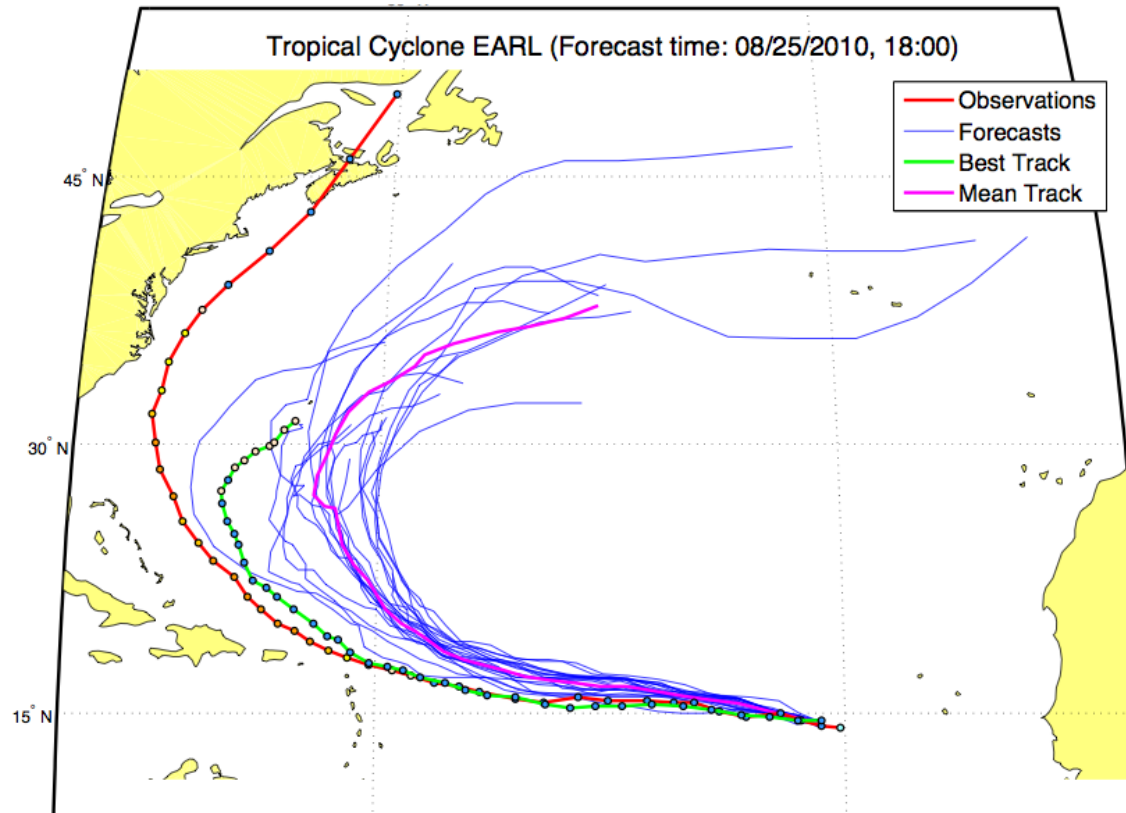 Tropical Cyclone EARL (Forecast time: 08/25/2010, 18:00)
Observations
Forecasts
Best Track
Mean Track
45° N
30° N
15° N